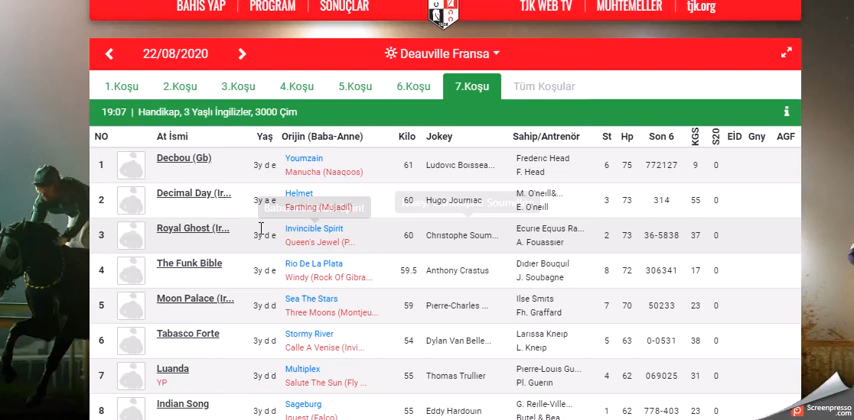 BAHİS YAP PROGRAM SONUÇLAR TJK WEB TV MUHTEMELLER tjk.org
22/08/2020 Deauville Fransa
1.Koşu 2.Koşu 3.Koşu 4.Koşu 5.Koşu 6.Koşu 7.Koşu Tüm Koşular
19:07 | Handikap, 3 Yaşlı İngilizler, 3000 Çim
NO At İsmi Yaş Orijin (Baba-Anne) Kilo Jokey Sahip/Antrenör St Hp Son 6 KGS S20 EİD Gny AGF
1 Decbou (Gb) 3y d e Youmzain 61 Ludovic Boissea... Frederic Head 6 75 772127 9 0
Manucha (Naaqoos) F. Head
2 Decimal Day (Ir... 3y a e Helmet 60 Hugo Journiac M. O'neill&... 3 73 314 55 0
Farthing (Mujadil) E. O'neill
3 Royal Ghost (Ir... 3y d e Invincible Spirit 60 Christophe Soum... Ecurie Equus Ra... 2 73 36-5838 37 0
Queen's Jewel (P... A. Fouassier
4 The Funk Bible 3y d e Rio De La Plata 59.5 Anthony Crastus Didier Bouquil 8 72 306341 17 0
Windy (Rock Of Gibra... J. Soubagne
5 Moon Palace (Ir... 3y d d Sea The Stars 59 Pierre-Charles ... Ilse Smits 7 70 50233 23 0
Three Moons (Montjeu... Fh. Graffard
6 Tabasco Forte 3y d d Stormy River 54 Dylan Van Belle... Larissa Kneip 5 63 0-0531 38 0
Calle A Venise (Invi... L. Kneip
7 Luanda 3y d d Multiplex 55 Thomas Trullier Pierre-Louis Gu... 4 62 069025 31 0
YP Salute The Sun (Fly ... Pl. Guerin
8 Indian Song 3y d d Sageburg 55 Eddy Hardouin G. Reille-Ville... 1 62 778-403 23 0
(Falco) Butel & Bea
Screenpresso.com